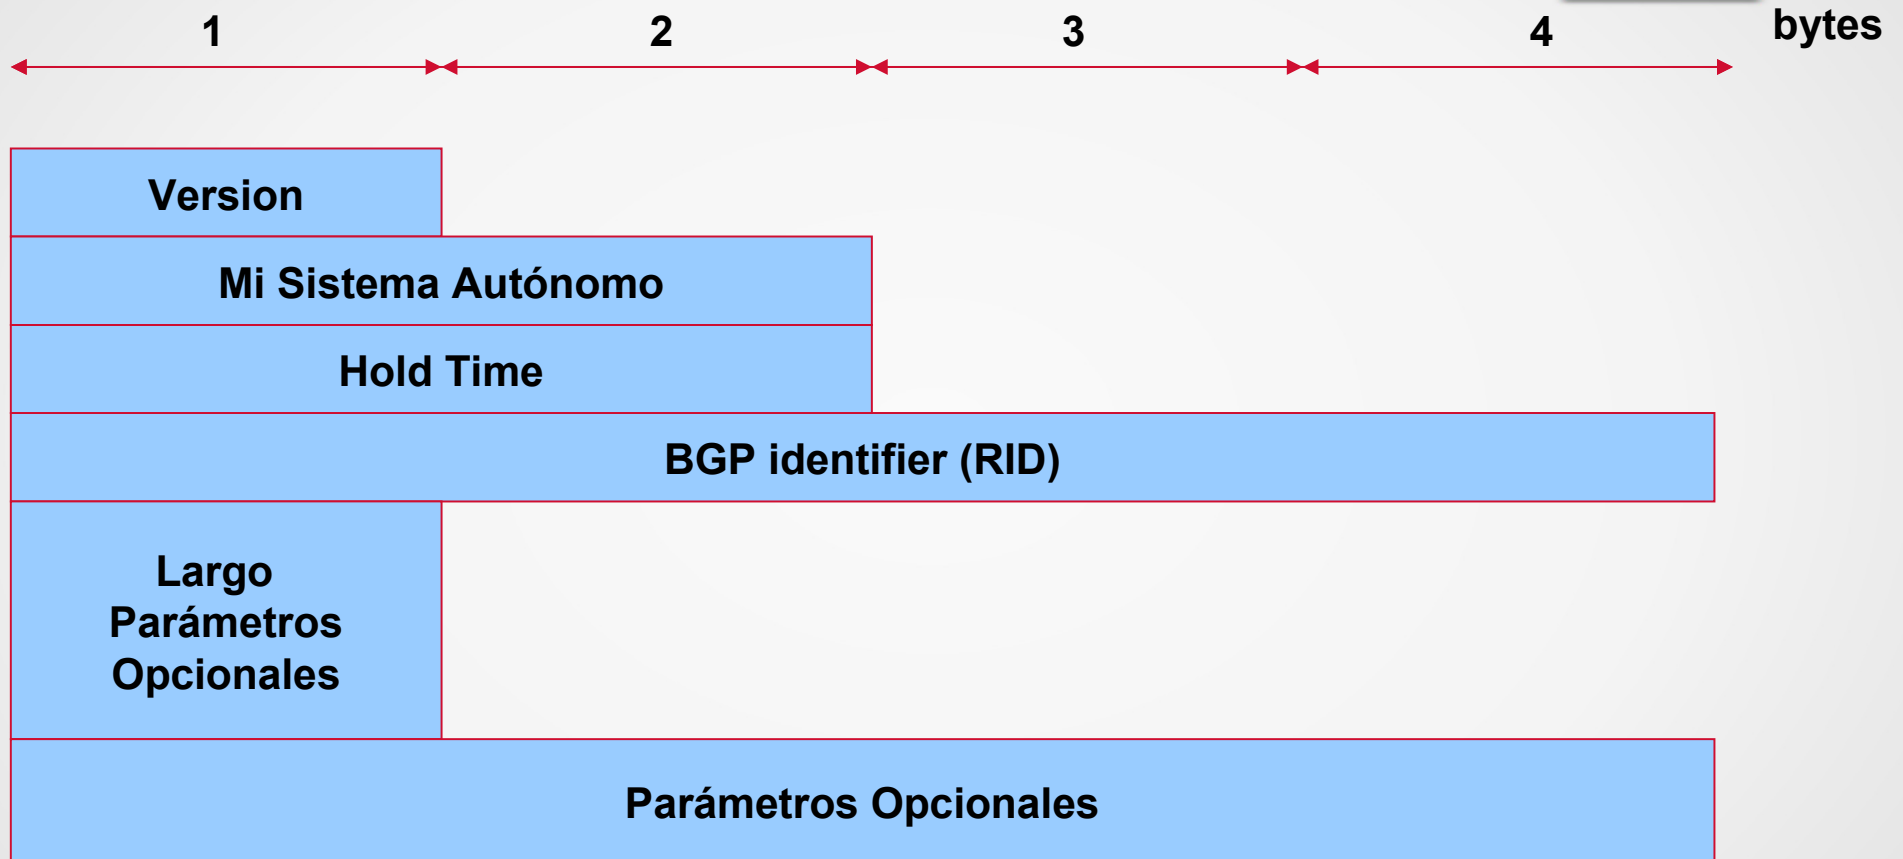 1 2 3 4 bytes
Version
Mi Sistema Autónomo
Hold Time
BGP identifier (RID)
Largo
Parámetros
Opcionales
Parámetros Opcionales